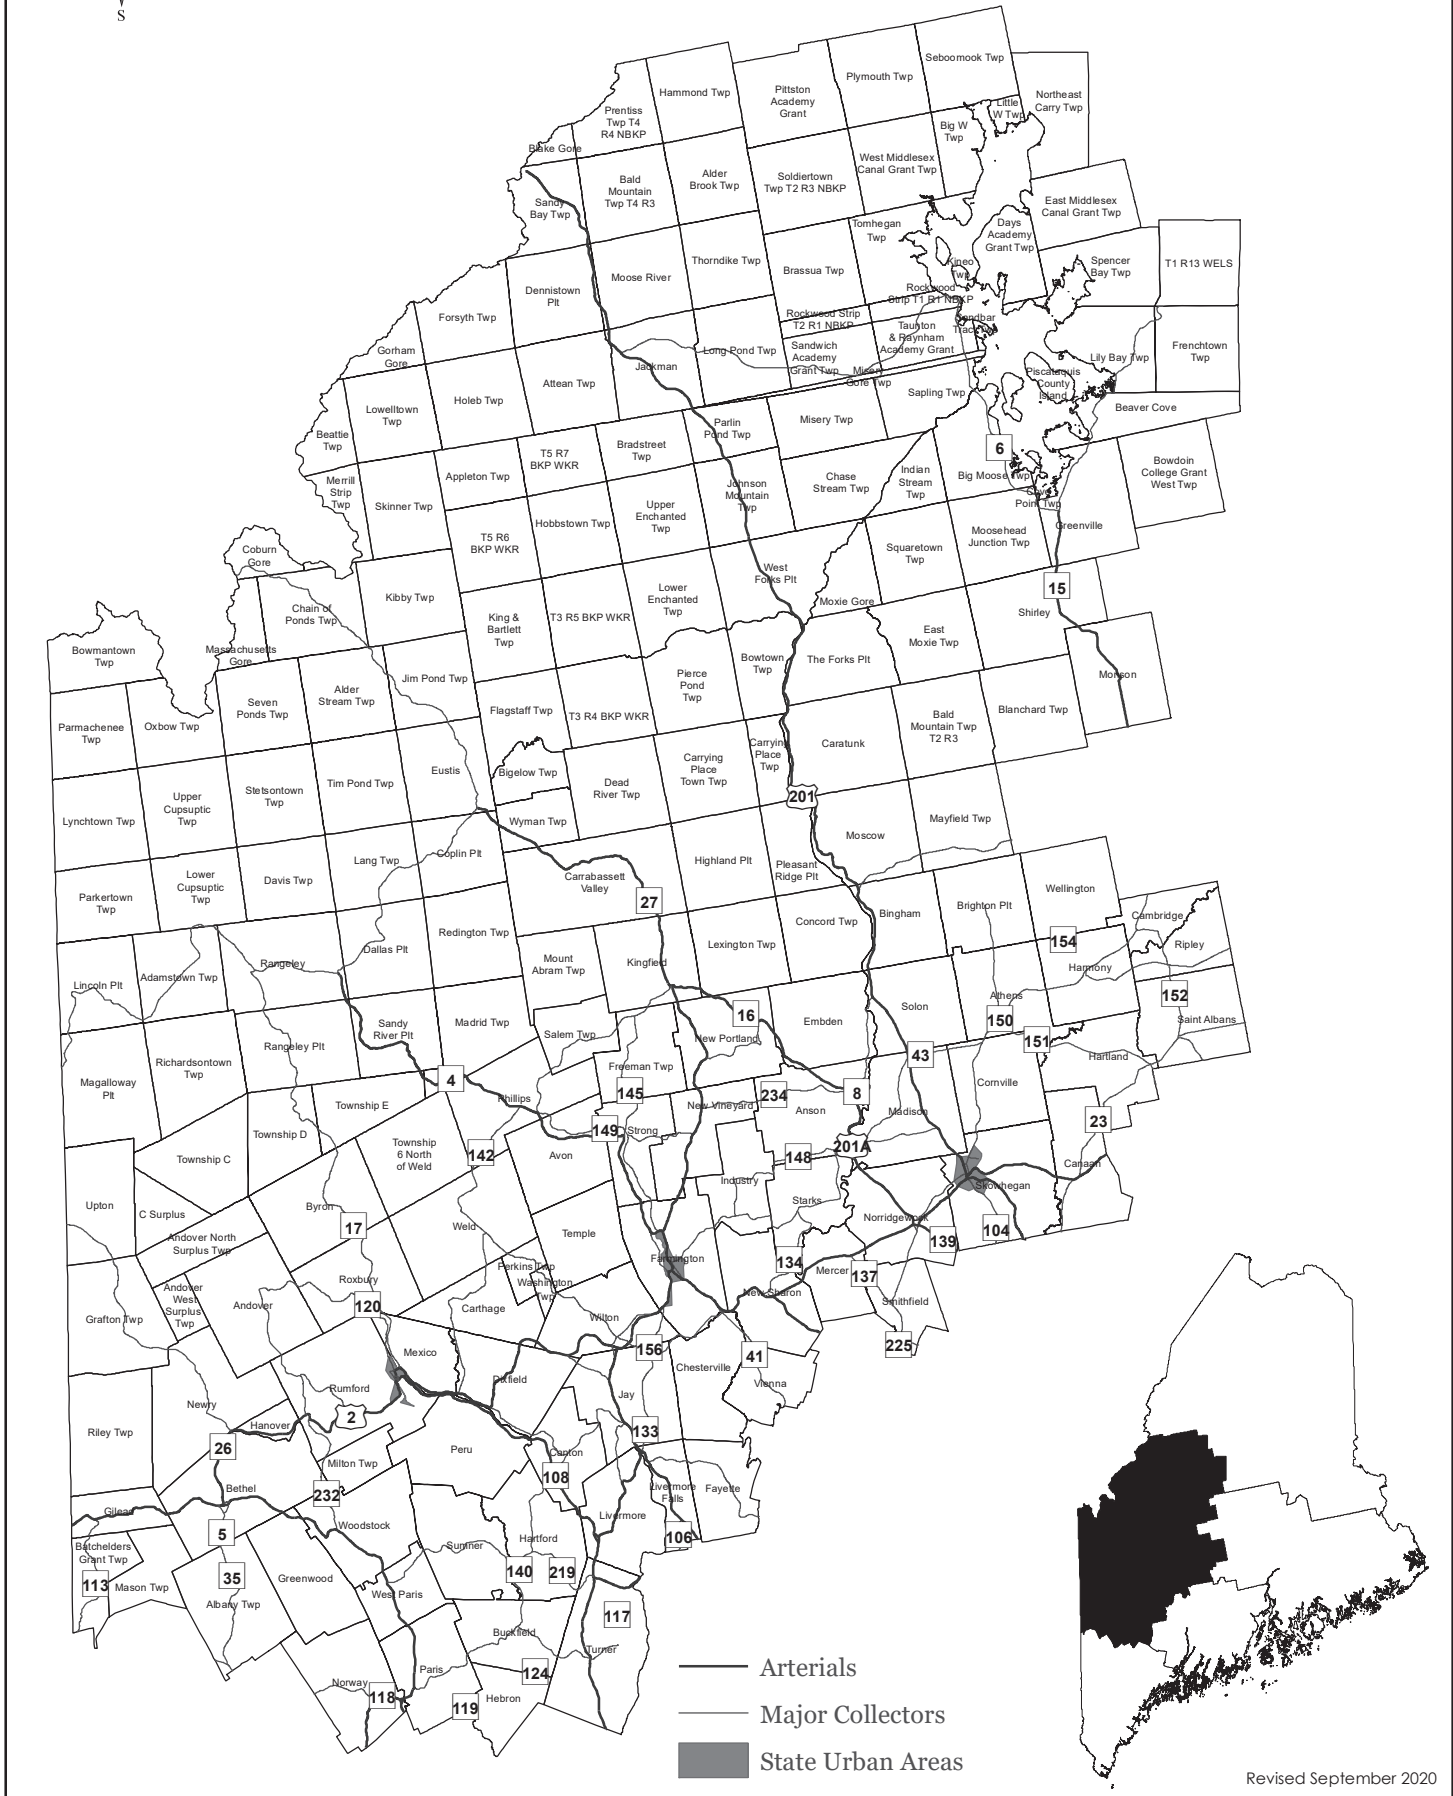 S
Seboomook Twp
Plymouth Twp
Hammond Twp
Pittston
Academy
Grant
Northeast
Carry Twp
Little
W Twp
Prentiss
Twp T4
R4 NBKP
Big W
Twp
Blake Gore
West Middlesex
Canal Grant Twp
Alder
Brook Twp
Soldiertown
Twp T2 R3 NBKP
Bald
Mountain
Twp T4 R3
Sandy
Bay Twp
East Middlesex
Canal Grant Twp
Days
Academy
Grant Twp
Tomhegan
Twp
Spencer
Bay Twp
T1 R13 WELS
Thorndike Twp
Brassua Twp
Kineo
Twp
Moose River
Dennistown
Plt
Rockwood
Strip T1 R1 NBKP
Rockwood Strip
T2 R1 NBKP
Forsyth Twp
Sandbar
Taunton
& Raynham
Academy Grant
Sandwich
Academy
Grant Twp
Long Pond Twp
Gorham
Gore
Jackman
Misery
Gore Twp
Lily Bay Twp
Frenchtown
Twp
Piscataquis
County
Island
Attean Twp
Holeb Twp
Sapling Twp
Beaver Cove
Lowelltown
Twp
Misery Twp
Parlin
Pond Twp
Beattie
Twp
Bradstreet
Twp
6
T5 R7
BKP WKR
Appleton Twp
Indian
Stream
Twp
Big Moose Twp
Bowdoin
College Grant
West Twp
Chase
Stream Twp
Johnson
Mountain
Twp
Merrill
Strip
Twp
Skinner Twp
Cove
Point Twp
Upper
Enchanted
Twp
Hobbstown Twp
Greenville
Moosehead
Junction Twp
T5 R6
BKP WKR
Squaretown
Twp
Coburn
Gore
West
Forks Plt
15
Lower
Enchanted
Twp
Kibby Twp
Moxie Gore
Shirley
Chain of
Ponds Twp
King &
Bartlett
Twp
T3 R5 BKP WKR
East
Moxie Twp
Massachusetts
Gore
Bowmantown
Twp
Bowtown
Twp
The Forks Plt
Monson
Jim Pond Twp
Pierce
Pond
Twp
Alder
Stream Twp
Seven
Ponds Twp
Flagstaff Twp
T3 R4 BKP WKR
Bald
Mountain Twp
T2 R3
Blanchard Twp
Parmachenee
Twp
Oxbow Twp
Carrying
Place
Twp
Caratunk
Eustis
Bigelow Twp
Carrying
Place
Town Twp
Dead
River Twp
Tim Pond Twp
Stetsontown
Twp
Upper
Cupsuptic
Twp
201
Lynchtown Twp
Wyman Twp
Mayfield Twp
Moscow
Coplin Plt
Lang Twp
Highland Plt
Pleasant
Ridge Plt
Carrabassett
Valley
Davis Twp
Lower
Cupsuptic
Twp
Parkertown
Twp
Wellington
27
Brighton Plt
Bingham
Concord Twp
Cambridge
Redington Twp
Lexington Twp
154
Ripley
Dallas Plt
Mount
Abram Twp
Kingfield
Rangeley
Harmony
Adamstown Twp
Lincoln Plt
152
Athens
Solon
Saint Albans
16
150
Embden
Sandy
River Plt
Madrid Twp
Salem Twp
New Portland
151
Rangeley Plt
43
Hartland
Richardsontown
Twp
Freeman Twp
Magalloway
Plt
4
145
Cornville
Phillips
234
8
Township E
New Vineyard
Anson
Madison
23
Township D
149
Strong
201A
142
Township
6 North
of Weld
Avon
148
Township C
Canaan
Industry
Skowhegan
Upton
Byron
Starks
C Surplus
Norridgewock
17
Weld
104
Temple
139
Andover North
Surplus Twp
Farmington
134
Perkins Twp
Mercer
137
Washington
Twp
Andover
West
Surplus
Twp
Roxbury
New Sharon
Smithfield
Andover
120
Carthage
Grafton Twp
Wilton
225
Mexico
156
41
Chesterville
Dixfield
Vienna
Rumford
Jay
Newry
2
Hanover
Riley Twp
133
26
Peru
Canton
Milton Twp
108
Livermore
Falls
Fayette
Bethel
232
Gilead
Livermore
Woodstock
5
106
Hartford
Sumner
Batchelders
Grant Twp
113
Mason Twp
35
Greenwood
140
219
West Paris
Albany Twp
117
Buckfield
Turner
Paris
124
Norway
118
119
Hebron
Arterials
Major Collectors
State Urban Areas
Revised September 2020